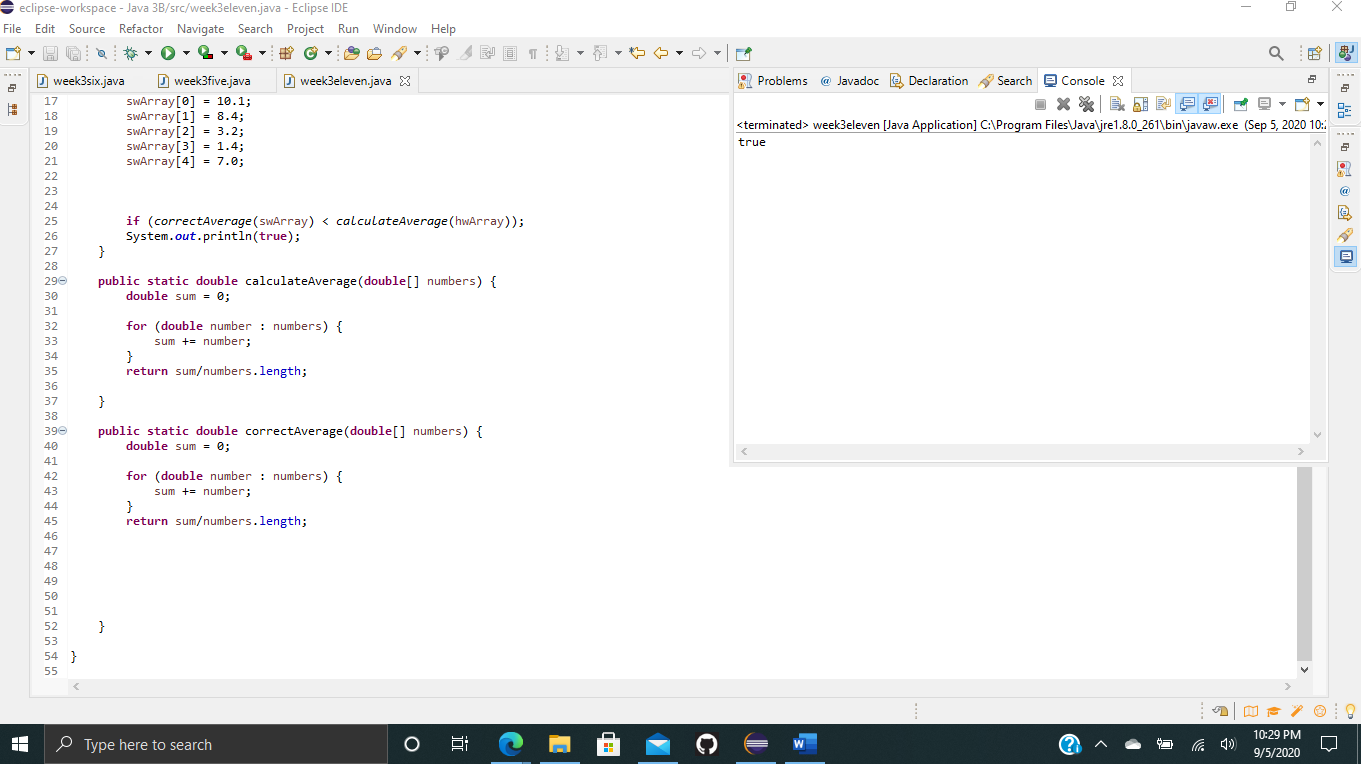 eclipse-workspace - Java 3B/src/week3eleven.java - Eclipse IDE
File Edit Source Refactor Navigate Search Project Run Window Help
week3six.java week3five.java week3eleven.java
Problems @ Javadoc Declaration Search Console
<terminated> week3eleven [Java Application] C:\Program Files\Java\jre1.8.0_261\bin\javaw.exe (Sep 5, 2020 10:
true
17 swArray[0] = 10.1;
18 swArray[1] = 8.4;
19 swArray[2] = 3.2;
20 swArray[3] = 1.4;
21 swArray[4] = 7.0;
22
23
24
25 if (correctAverage(swArray) < calculateAverage(hwArray));
26 System.out.println(true);
27 }
28
29 public static double calculateAverage(double[] numbers) {
30 double sum = 0;
31
32 for (double number : numbers) {
33 sum += number;
34 }
35 return sum/numbers.length;
36
37 }
38
39 public static double correctAverage(double[] numbers) {
40 double sum = 0;
41
42 for (double number : numbers) {
43 sum += number;
44 }
45 return sum/numbers.length;
46
47
48
49
50
51
52 }
53
54 }
55
Type here to search
10:29 PM
9/5/2020